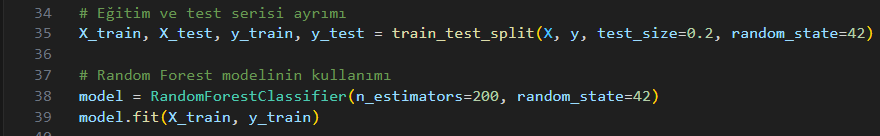 34 # Eğitim ve test serisi ayrımı
35 X_train, X_test, y_train, y_test = train_test_split(X, y, test_size=0.2, random_state=42)
36
37 # Random Forest modelinin kullanımı
38 model = RandomForestClassifier(n_estimators=200, random_state=42)
39 model.fit(X_train, y_train)